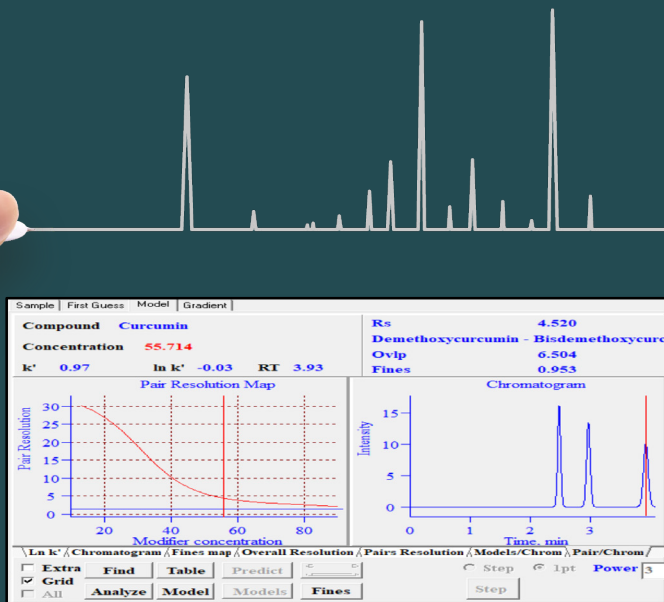 Sample First Guess Model Gradient
Compound Curcumin
Concentration 55.714
k' 0.97 ln k' -0.03 RT 3.93
Rs 4.520
Demethoxycurcumin - Bisdemethoxycurc
Ovlp 6.504
Fines 0.953
Pair Resolution Map
Pair Resolution
30
25
20
15
10
5
0
20 40 60 80
Modifier concentration
Chromatogram
Intensity
15
10
5
0
0 1 2 3
Time, min
Ln k' Chromatogram Fines map Overall Resolution Pairs Resolution Models/Chrom Pair/Chrom
Extra Find Table Predict
Grid
All Analyze Model Models Fines
Step 1pt Power 3
Step